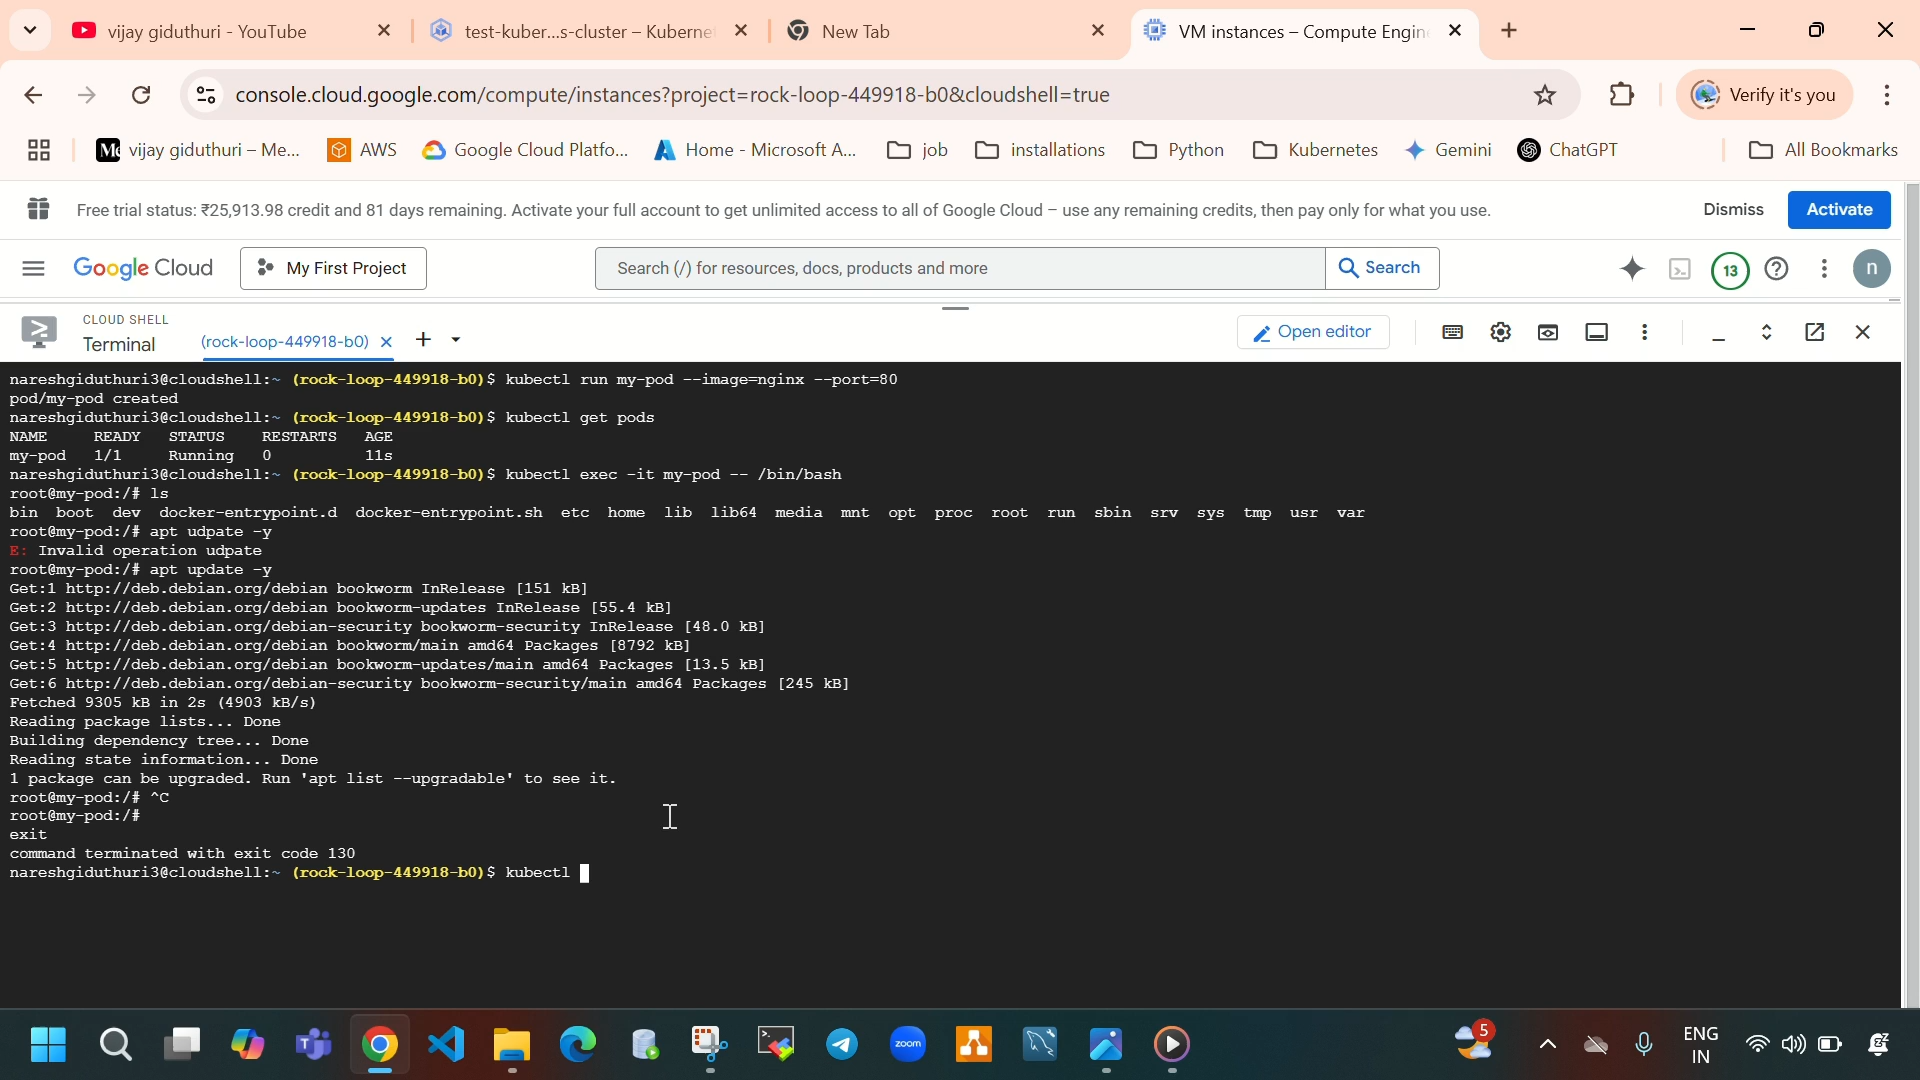 vijay giduthuri - YouTube
test-kuber...s-cluster – Kuberne
New Tab
VM instances – Compute Engin
console.cloud.google.com/compute/instances?project=rock-loop-449918-b0&cloudshell=true
Verify it's you
vijay giduthuri – Me...
AWS
Google Cloud Platfo...
Home - Microsoft A...
job
installations
Python
Kubernetes
Gemini
ChatGPT
All Bookmarks
Free trial status: ₹25,913.98 credit and 81 days remaining. Activate your full account to get unlimited access to all of Google Cloud – use any remaining credits, then pay only for what you use.
Dismiss
Activate
Google Cloud
My First Project
Search (/) for resources, docs, products and more
Search
13
n
CLOUD SHELL
Terminal
(rock-loop-449918-b0)
Open editor
nareshgiduthuri3@cloudshell:~ (rock-loop-449918-b0)$ kubectl run my-pod --image=nginx --port=80
pod/my-pod created
nareshgiduthuri3@cloudshell:~ (rock-loop-449918-b0)$ kubectl get pods
NAME READY STATUS RESTARTS AGE
my-pod 1/1 Running 0 11s
nareshgiduthuri3@cloudshell:~ (rock-loop-449918-b0)$ kubectl exec -it my-pod -- /bin/bash
root@my-pod:/# ls
bin boot dev docker-entrypoint.d docker-entrypoint.sh etc home lib lib64 media mnt opt proc root run sbin srv sys tmp usr var
root@my-pod:/# apt udpate -y
E: Invalid operation udpate
root@my-pod:/# apt update -y
Get:1 http://deb.debian.org/debian bookworm InRelease [151 kB]
Get:2 http://deb.debian.org/debian bookworm-updates InRelease [55.4 kB]
Get:3 http://deb.debian.org/debian-security bookworm-security InRelease [48.0 kB]
Get:4 http://deb.debian.org/debian bookworm/main amd64 Packages [8792 kB]
Get:5 http://deb.debian.org/debian bookworm-updates/main amd64 Packages [13.5 kB]
Get:6 http://deb.debian.org/debian-security bookworm-security/main amd64 Packages [245 kB]
Fetched 9305 kB in 2s (4903 kB/s)
Reading package lists... Done
Building dependency tree... Done
Reading state information... Done
1 package can be upgraded. Run 'apt list --upgradable' to see it.
root@my-pod:/# ^C
root@my-pod:/#
exit
command terminated with exit code 130
nareshgiduthuri3@cloudshell:~ (rock-loop-449918-b0)$ kubectl
zoom
5
ENG
IN